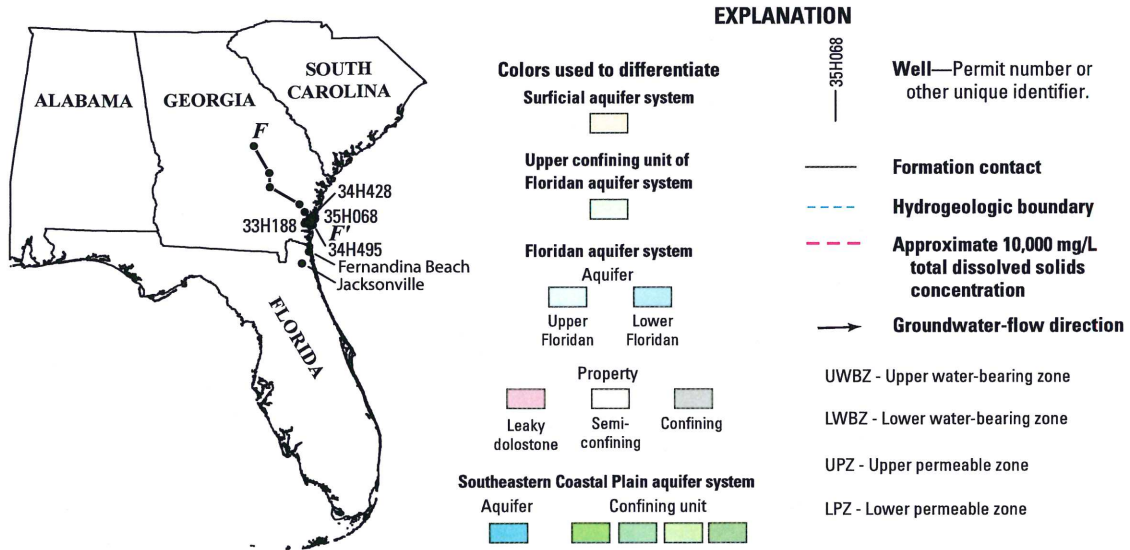 EXPLANATION
ALABAMA
GEORGIA
SOUTH
CAROLINA
F
34H428
35H068
33H188
F'
34H495
Fernandina Beach
Jacksonville
FLORIDA
Colors used to differentiate
Surficial aquifer system
Upper confining unit of
Floridan aquifer system
Floridan aquifer system
Aquifer
Upper
Floridan
Lower
Floridan
Property
Leaky
dolostone
Semi-
confining
Confining
Southeastern Coastal Plain aquifer system
Aquifer
Confining unit
35H068
Well—Permit number or
other unique identifier.
Formation contact
Hydrogeologic boundary
Approximate 10,000 mg/L
total dissolved solids
concentration
Groundwater-flow direction
UWBZ - Upper water-bearing zone
LWBZ - Lower water-bearing zone
UPZ - Upper permeable zone
LPZ - Lower permeable zone